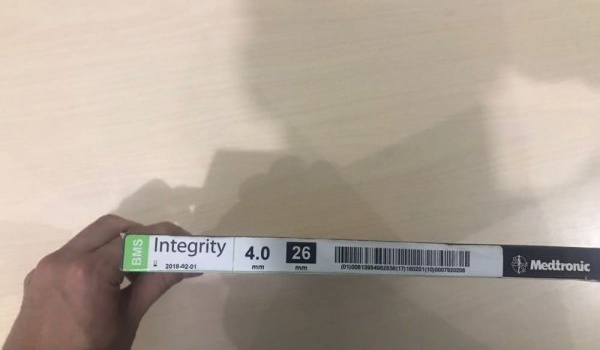 BMS
Integrity
2018-02-01
4.0
mm
26
mm
Medtronic